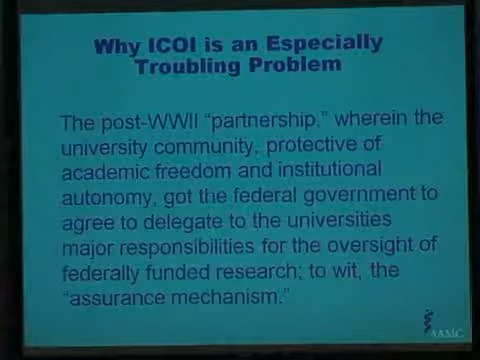 Why ICOI is an Especially
Troubling Problem
The post-WWII “partnership,” wherein the
university community, protective of
academic freedom and institutional
autonomy, got the federal government to
agree to delegate to the universities
major responsibilities for the oversight of
federally funded research; to wit, the
“assurance mechanism.”
AAMC